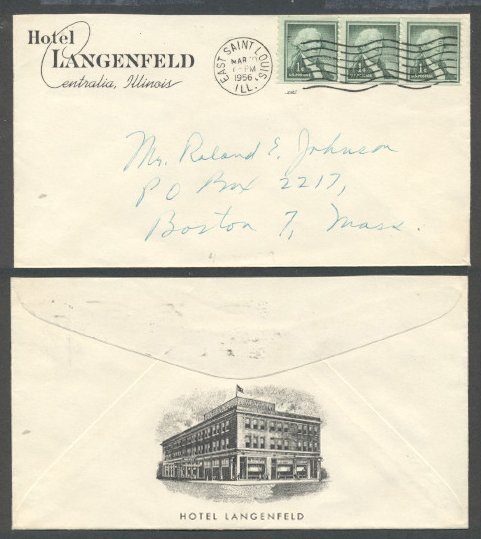 Hotel
LANGENFELD
Centralia, Illinois
EAST SAINT LOUIS,
MAR
PM
1956
ILL.
Mr. Roland E. Johnson
PO Box 2217,
Boston 7, Mass.
HOTEL LANGENFELD